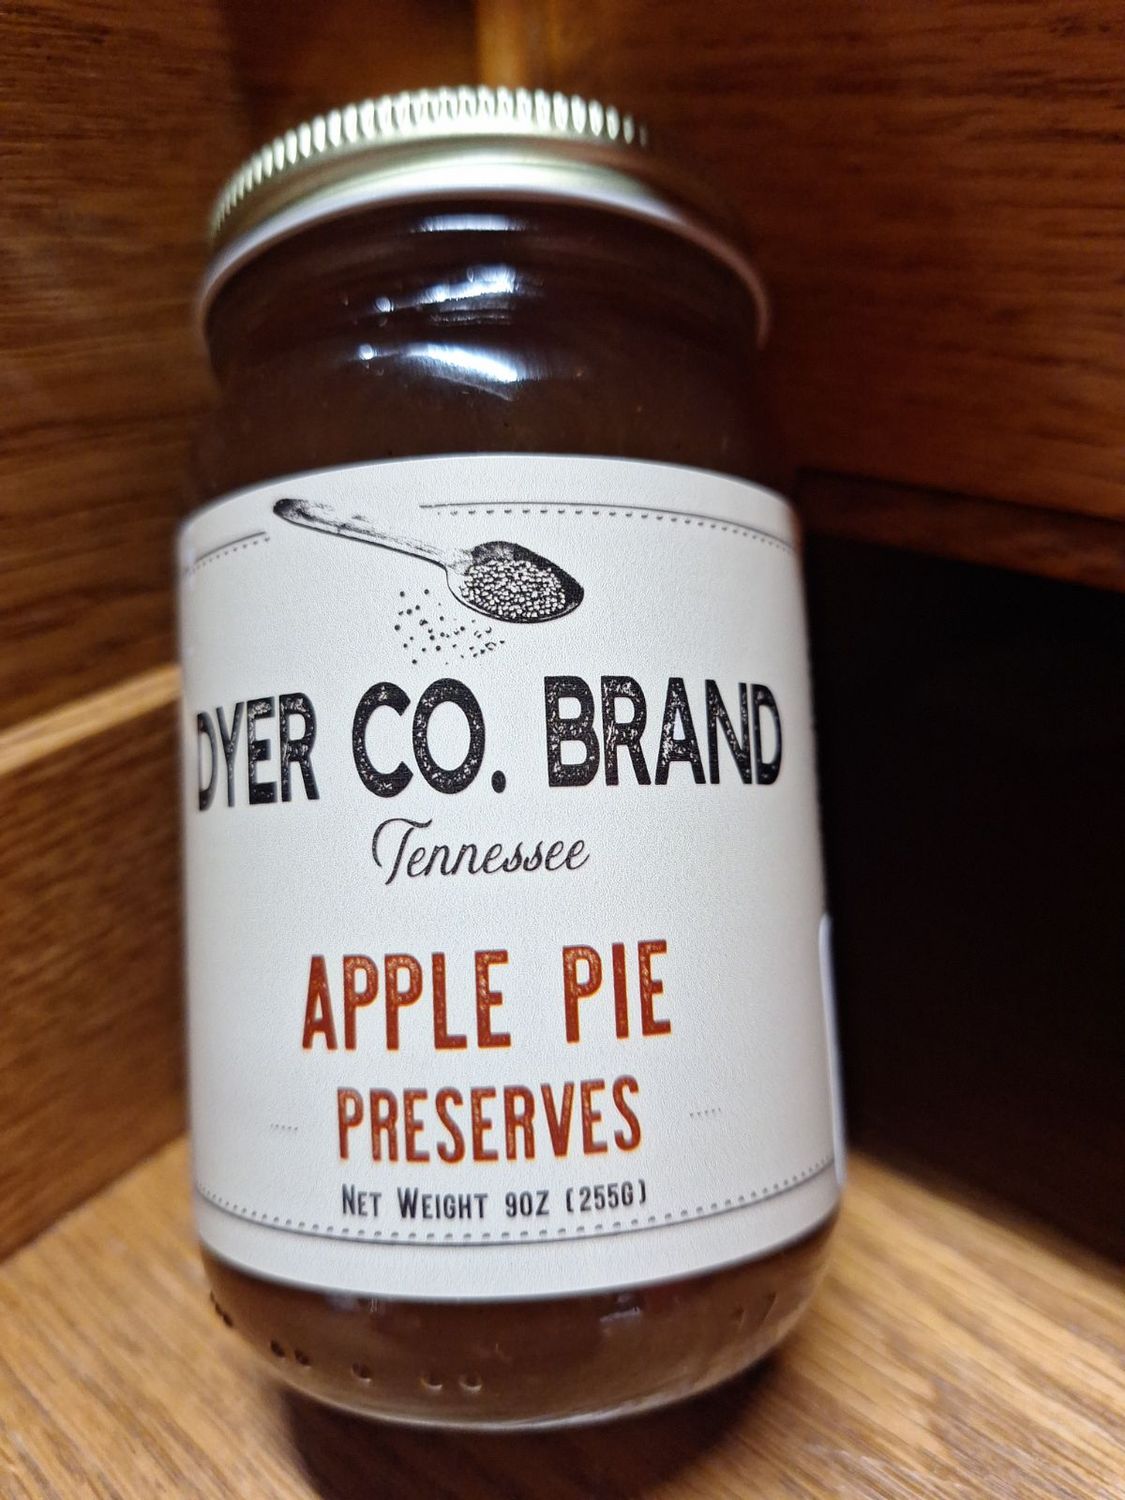 DYER CO. BRAND
Tennessee
APPLE PIE
PRESERVES
NET WEIGHT 9OZ (255G)